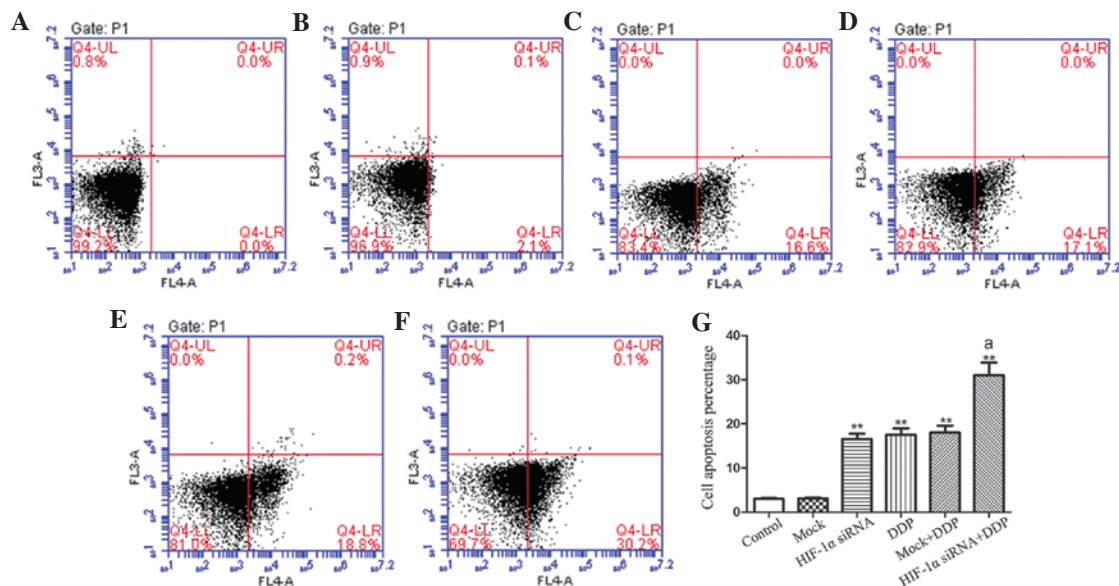 A
Gate: P1
Q4-UL
0.8%
Q4-UR
0.0%
Q4-LL
99.2%
Q4-LR
0.0%
FL3-A
FL4-A
B
Gate: P1
Q4-UL
0.9%
Q4-UR
0.1%
Q4-LL
96.9%
Q4-LR
2.1%
FL3-A
FL4-A
C
Gate: P1
Q4-UL
0.0%
Q4-UR
0.0%
Q4-LL
83.4%
Q4-LR
16.6%
FL3-A
FL4-A
D
Gate: P1
Q4-UL
0.0%
Q4-UR
0.0%
Q4-LL
82.9%
Q4-LR
17.1%
FL3-A
FL4-A
E
Gate: P1
Q4-UL
0.0%
Q4-UR
0.2%
Q4-LL
81.0%
Q4-LR
18.8%
FL3-A
FL4-A
F
Gate: P1
Q4-UL
0.0%
Q4-UR
0.1%
Q4-LL
69.7%
Q4-LR
30.2%
FL3-A
FL4-A
G
Cell apoptosis percentage
40
30
20
10
0
**
**
**
a
**
Control
Mock
HIF-1α siRNA
DDP
Mock+DDP
HIF-1α siRNA+DDP